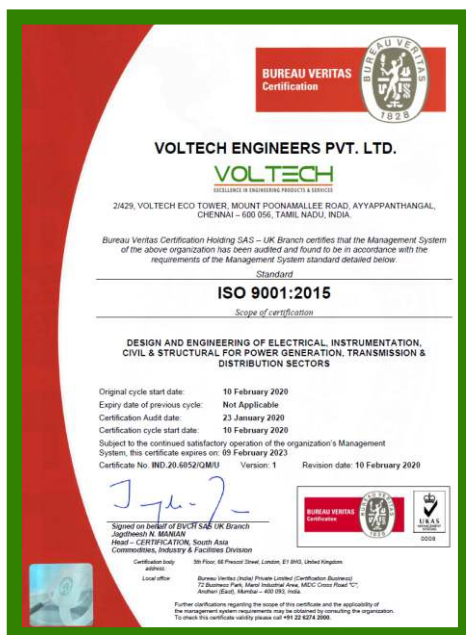 BUREAU VERITAS
Certification
BUREAU VERITAS
1828
VOLTECH ENGINEERS PVT. LTD.
VOLTECH
EXCELLENCE IN ENGINEERING PRODUCTS & SERVICES
2/429, VOLTECH ECO TOWER, MOUNT POONAMALLEE ROAD, AYYAPPANTHANGAL,
CHENNAI – 600 056, TAMIL NADU, INDIA.
Bureau Veritas Certification Holding SAS – UK Branch certifies that the Management System
of the above organization has been audited and found to be in accordance with the
requirements of the Management System standard detailed below.
Standard
ISO 9001:2015
Scope of certification
DESIGN AND ENGINEERING OF ELECTRICAL, INSTRUMENTATION,
CIVIL & STRUCTURAL FOR POWER GENERATION, TRANSMISSION &
DISTRIBUTION SECTORS
Original cycle start date: 10 February 2020
Expiry date of previous cycle: Not Applicable
Certification Audit date: 23 January 2020
Certification cycle start date: 10 February 2020
Subject to the continued satisfactory operation of the organization's Management
System, this certificate expires on: 09 February 2023
Certificate No. IND.20.6052/QM/U Version: 1 Revision date: 10 February 2020
Signed on behalf of BVCH SAS UK Branch
Jagdheesh N. MANIAN
Head – CERTIFICATION, South Asia
Commodities, Industry & Facilities Division
BUREAU VERITAS
Certification
UKAS
MANAGEMENT
SYSTEMS
0008
Certification body address: 5th Floor, 66 Prescot Street, London, E1 8HG, United Kingdom.
Local office Bureau Veritas (India) Private Limited (Certification Business)
72 Business Park, Marol Industrial Area, MIDC Cross Road "C",
Andheri (East), Mumbai – 400 093, India.
Further clarifications regarding the scope of this certificate and the applicability of
the management system requirements may be obtained by consulting the organization.
To check this certificate validity please call +91 22 6274 2000.